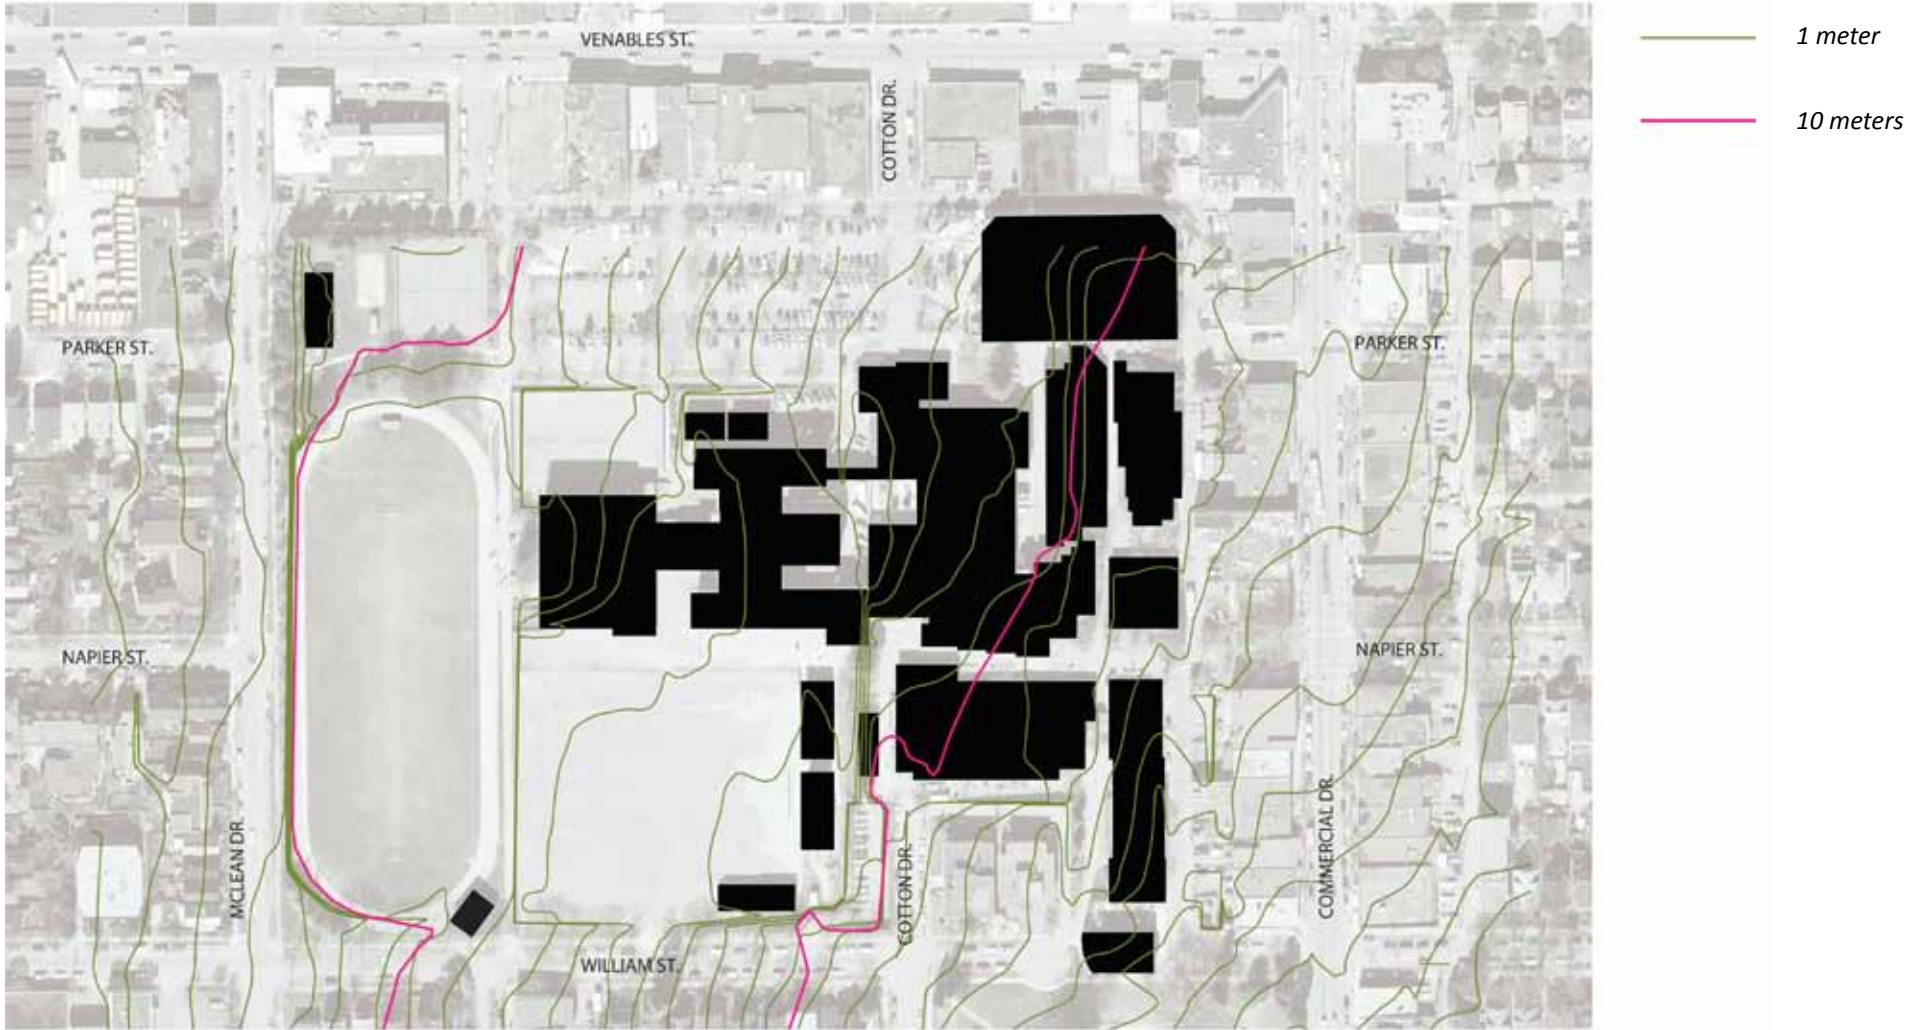 VENABLES ST.
1 meter
COTTON DR.
10 meters
PARKER ST.
PARKER ST.
NAPIER ST.
NAPIER ST.
MCLEAN DR.
COTTON DR.
COMMERCIAL DR.
WILLIAM ST.